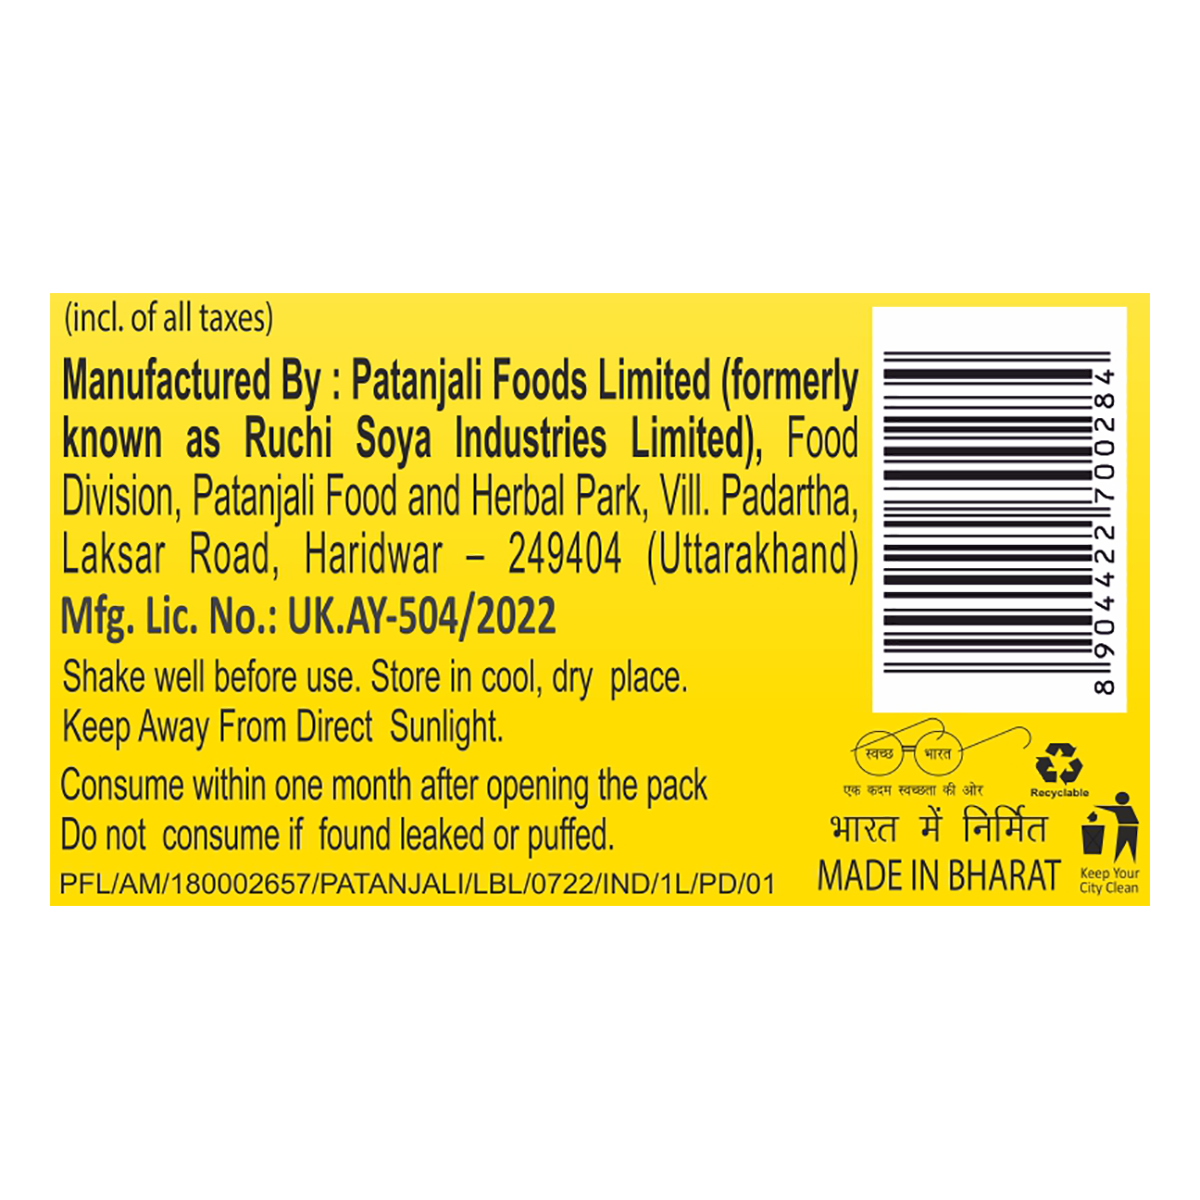 (incl. of all taxes)
Manufactured By : Patanjali Foods Limited (formerly
known as Ruchi Soya Industries Limited), Food
Division, Patanjali Food and Herbal Park, Vill. Padartha,
Laksar Road, Haridwar – 249404 (Uttarakhand)
Mfg. Lic. No.: UK.AY-504/2022
Shake well before use. Store in cool, dry place.
Keep Away From Direct Sunlight.
Consume within one month after opening the pack
Do not consume if found leaked or puffed.
PFL/AM/180002657/PATANJALI/LBL/0722/IND/1L/PD/01
8 904422 700284
स्वच्छ भारत
एक कदम स्वच्छता की ओर
Recyclable
भारत में निर्मित
MADE IN BHARAT
Keep Your
City Clean